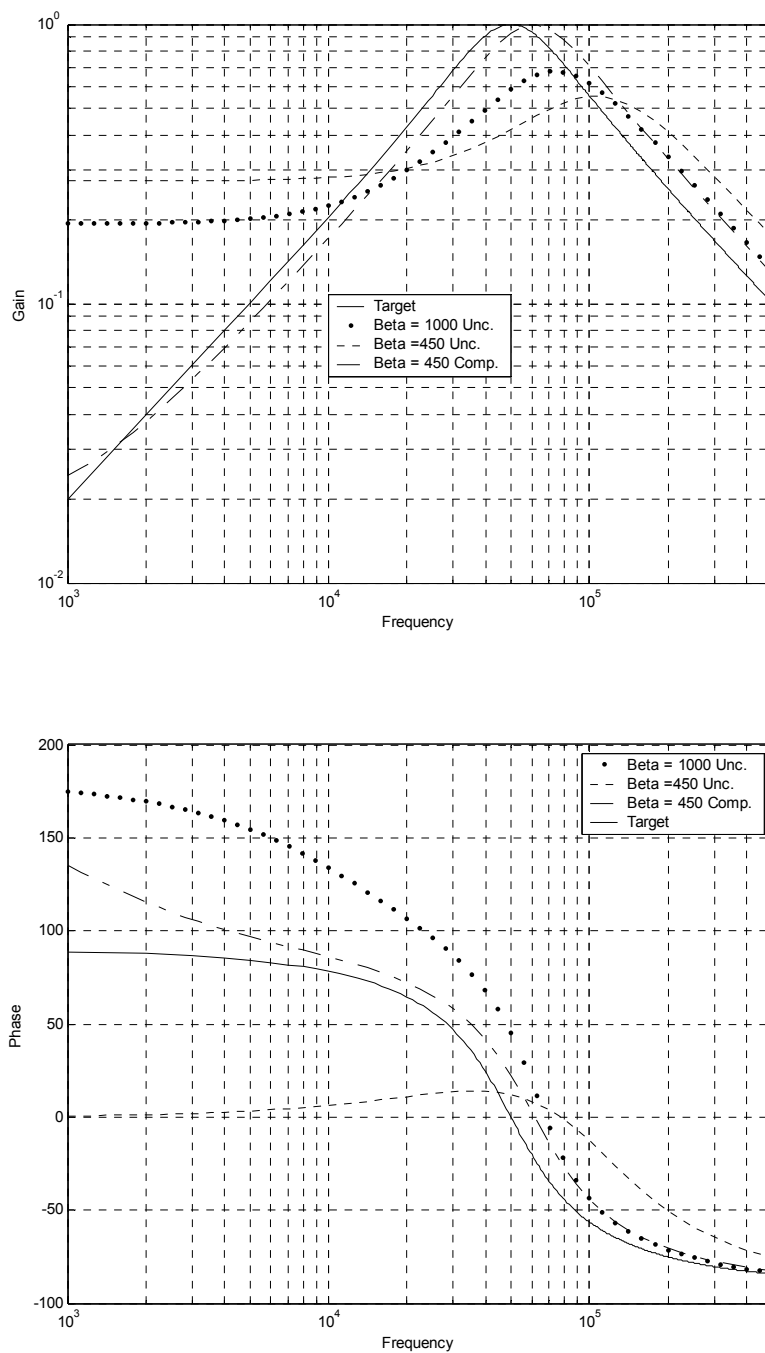 10^0
10^-1
10^-2
Gain
Target
Beta = 1000 Unc.
Beta =450 Unc.
Beta = 450 Comp.
10^3
10^4
10^5
Frequency
200
150
100
50
0
-50
-100
Phase
Beta = 1000 Unc.
Beta =450 Unc.
Beta = 450 Comp.
Target
10^3
10^4
10^5
Frequency